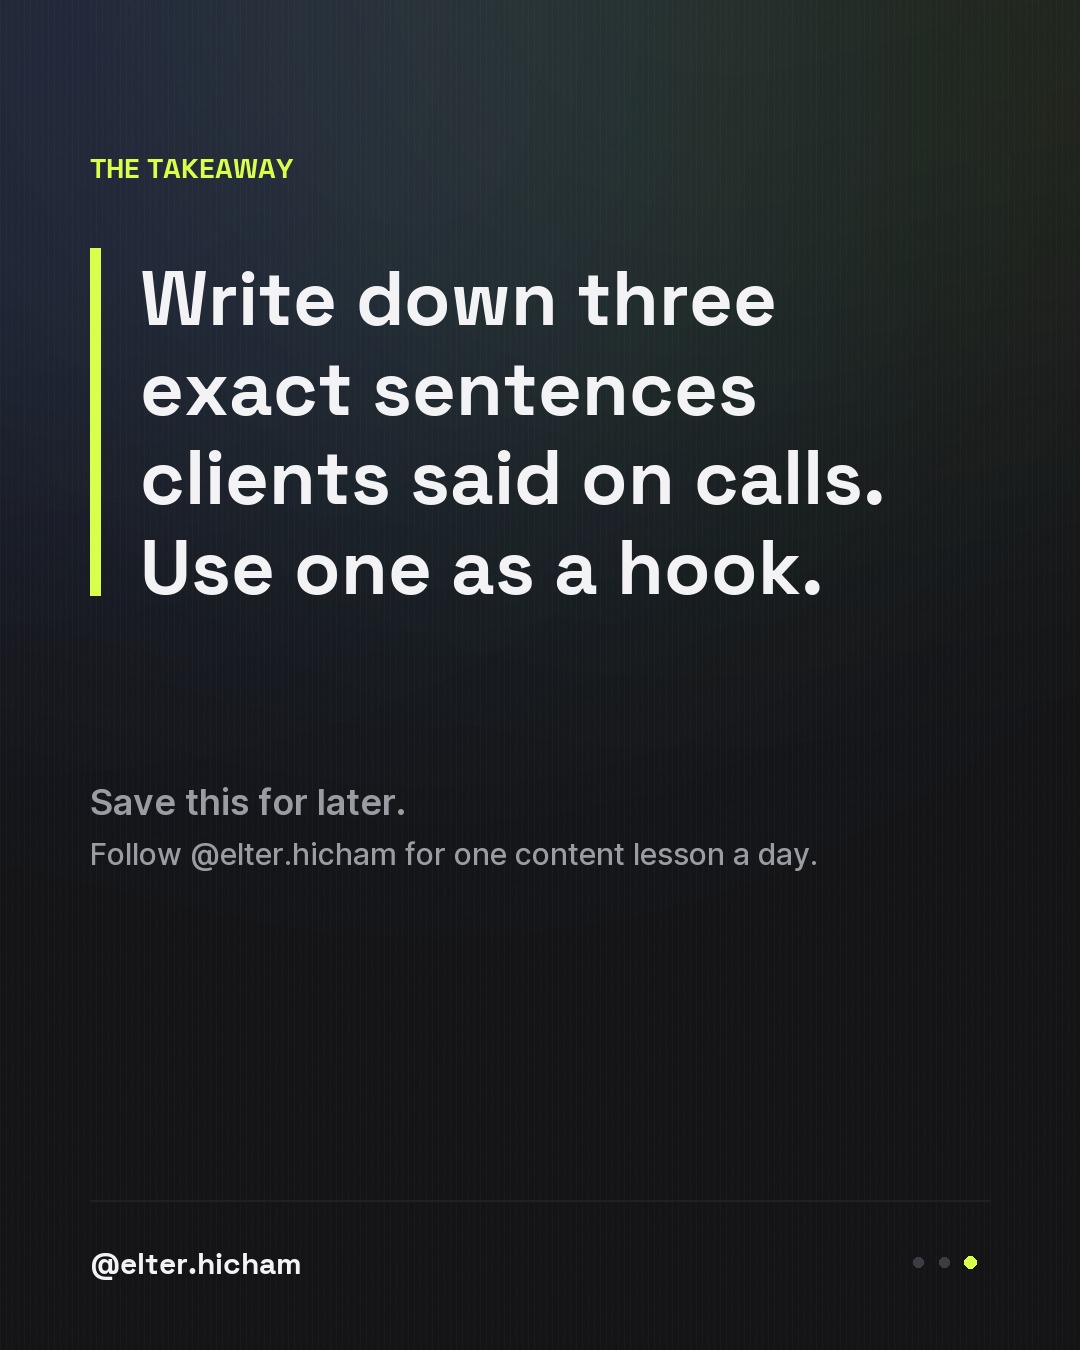 THE TAKEAWAY
Write down three
exact sentences
clients said on calls.
Use one as a hook.
Save this for later.
Follow @elter.hicham for one content lesson a day.
@elter.hicham